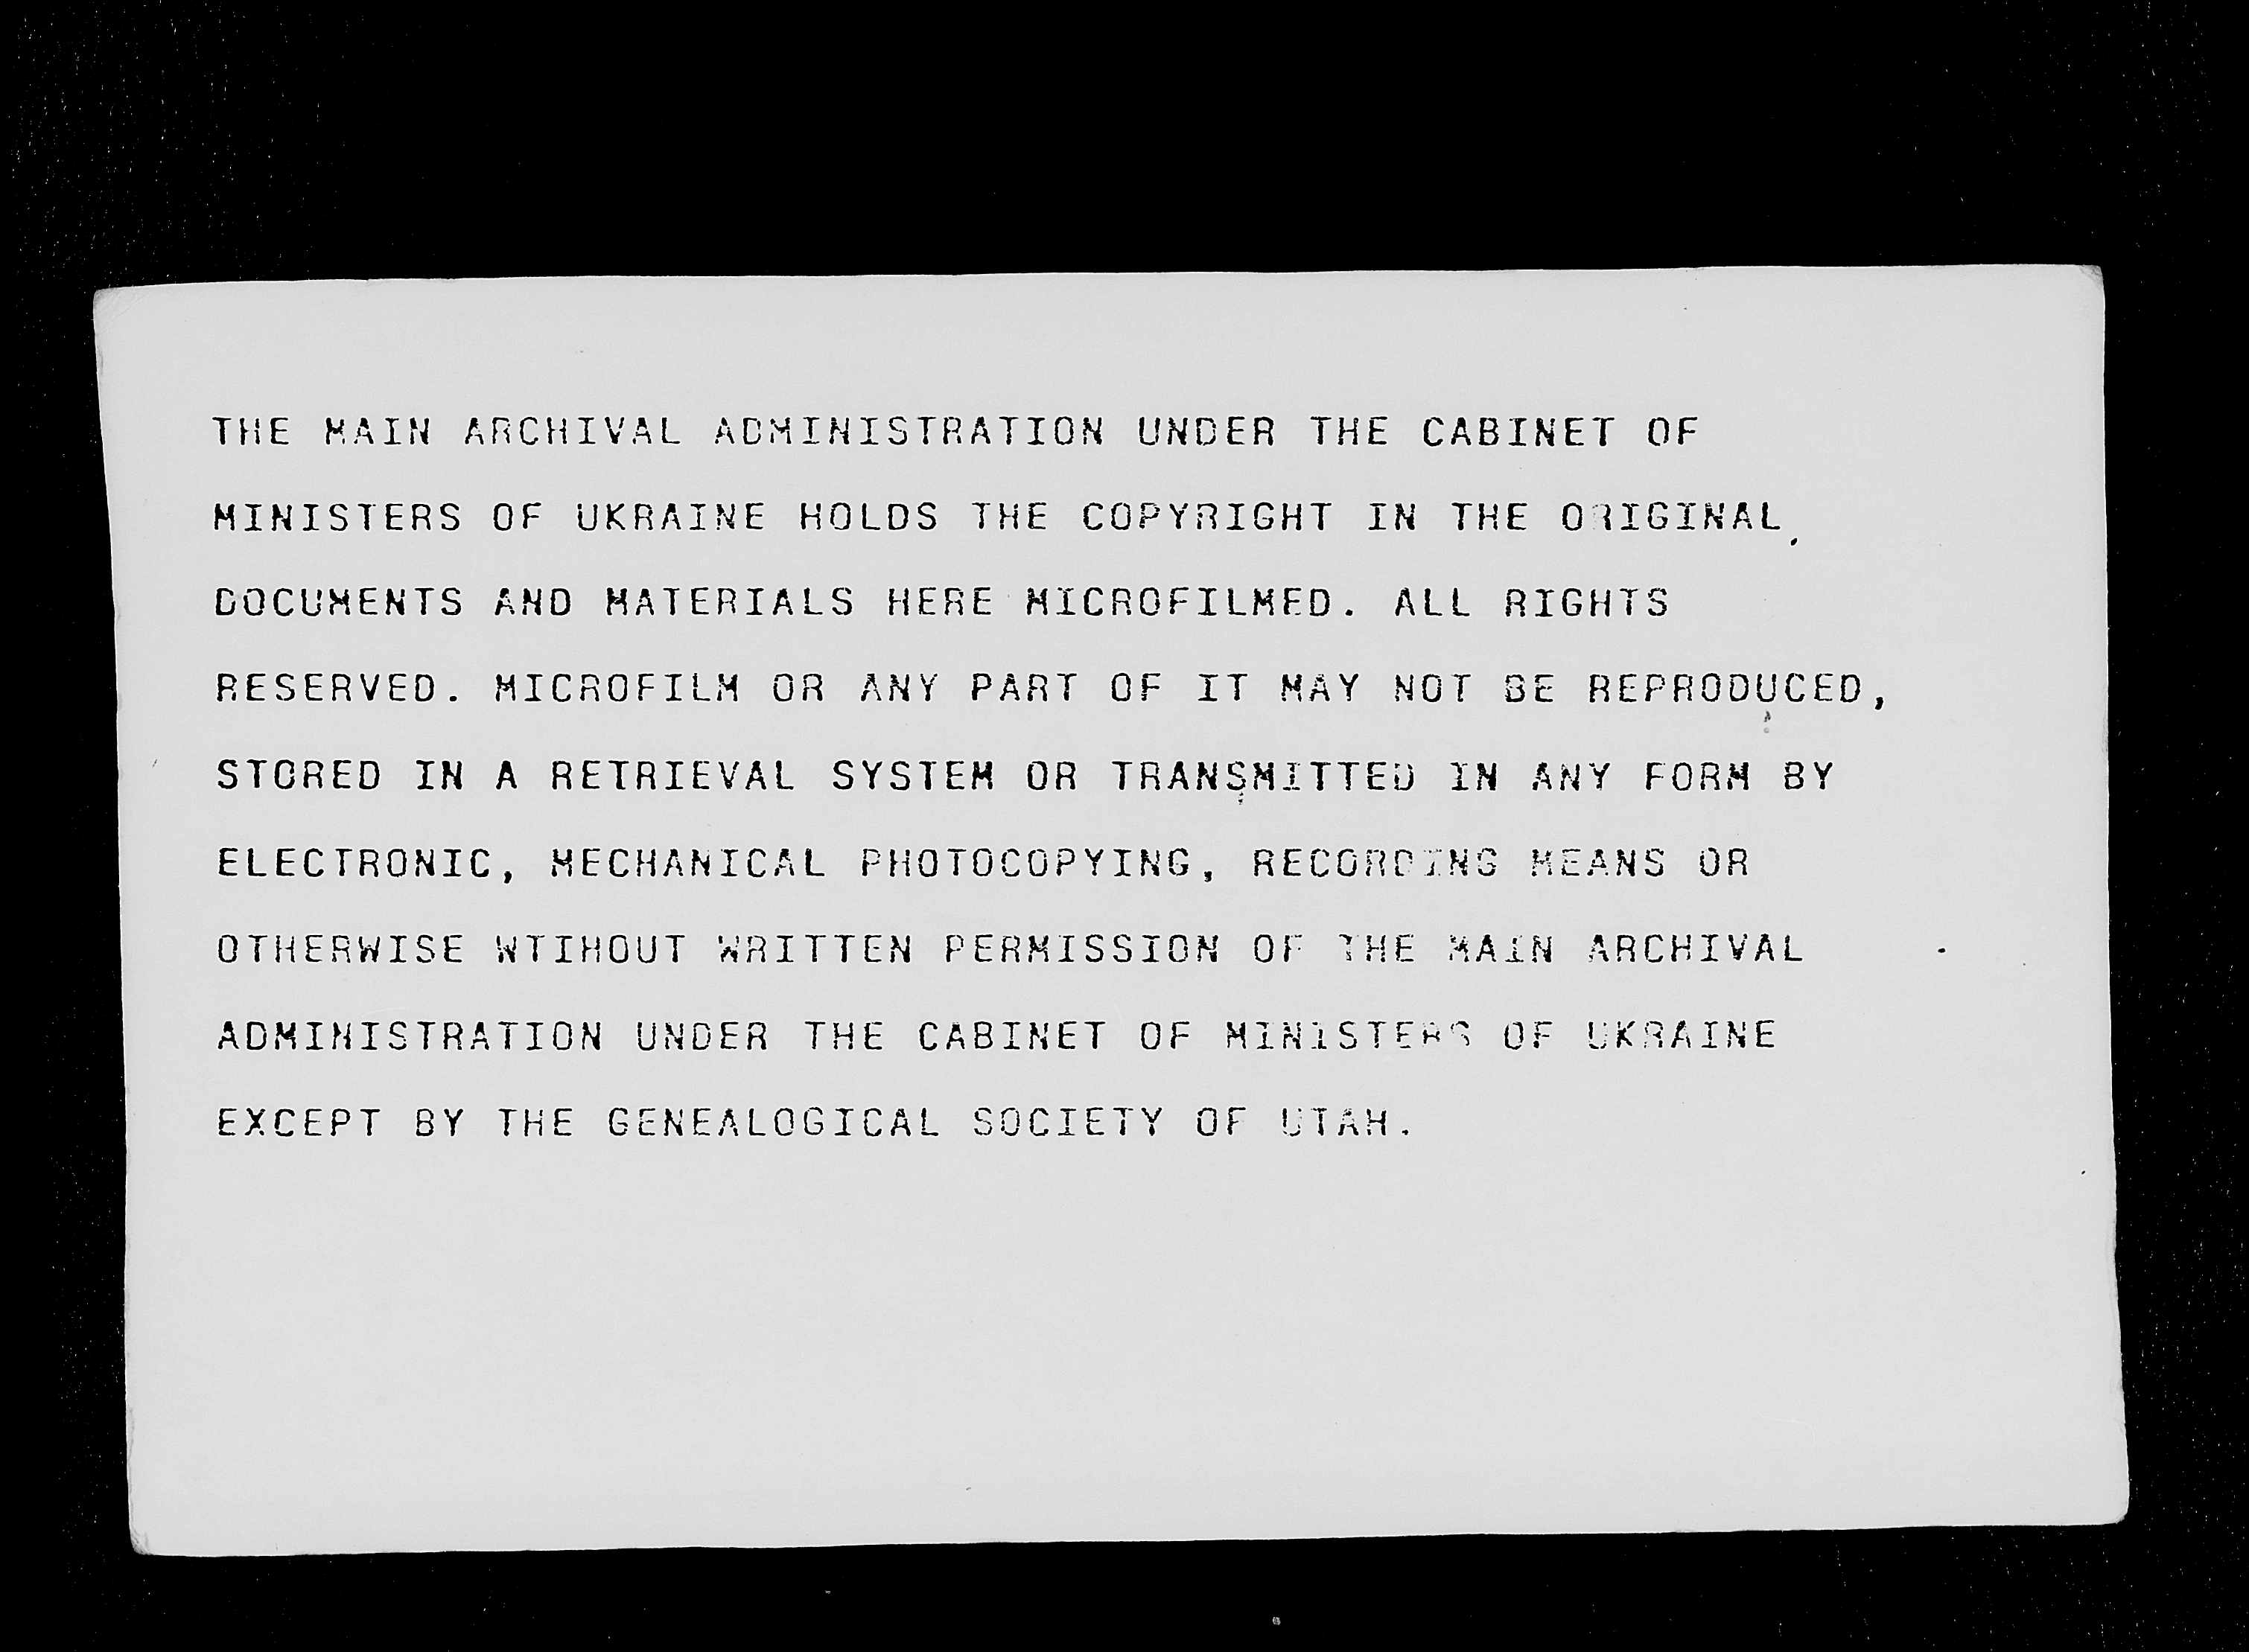 THE MAIN ARCHIVAL ADMINISTRATION UNDER THE CABINET OF
MINISTERS OF UKRAINE HOLDS THE COPYRIGHT IN THE ORIGINAL
DOCUMENTS AND MATERIALS HERE MICROFILMED. ALL RIGHTS
RESERVED. MICROFILM OR ANY PART OF IT MAY NOT BE REPRODUCED,
STORED IN A RETRIEVAL SYSTEM OR TRANSMITTED IN ANY FORM BY
ELECTRONIC, MECHANICAL PHOTOCOPYING, RECORDING MEANS OR
OTHERWISE WTIHOUT WRITTEN PERMISSION OF THE MAIN ARCHIVAL
ADMINISTRATION UNDER THE CABINET OF MINISTERS OF UKRAINE
EXCEPT BY THE GENEALOGICAL SOCIETY OF UTAH.